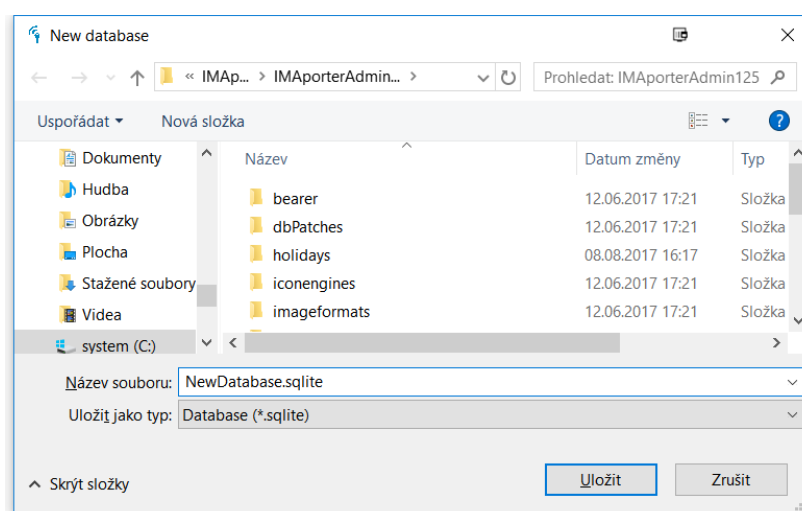 New database
« IMAp... > IMAporterAdmin... >
Prohledat: IMAporterAdmin125
Uspořádat
Nová složka
?
Dokumenty
Hudba
Obrázky
Plocha
Stažené soubory
Videa
system (C:)
Název Datum změny Typ
bearer 12.06.2017 17:21 Složka
dbPatches 12.06.2017 17:21 Složka
holidays 08.08.2017 16:17 Složka
iconengines 12.06.2017 17:21 Složka
imageformats 12.06.2017 17:21 Složka
Název souboru: NewDatabase.sqlite
Uložit jako typ: Database (*.sqlite)
Skrýt složky
Uložit
Zrušit